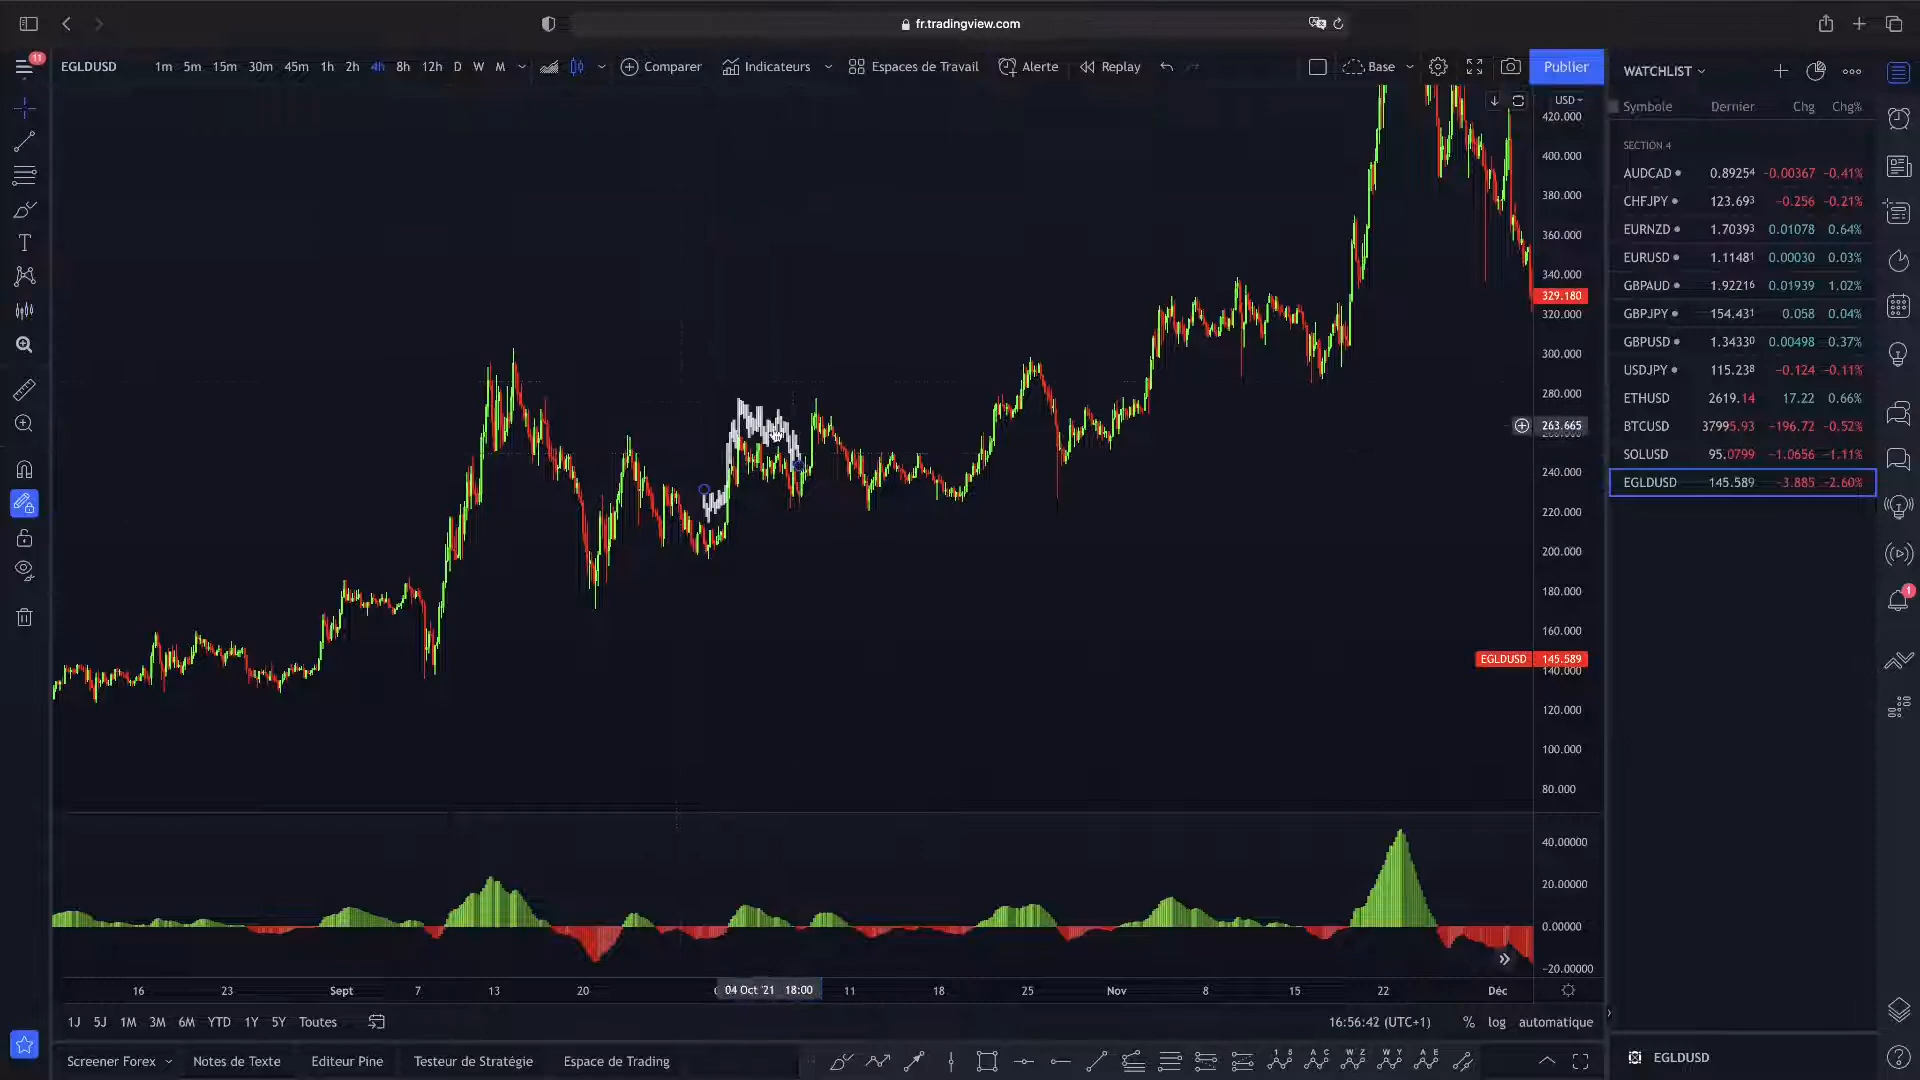 fr.tradingview.com
11
EGLDUSD
1m 5m 15m 30m 45m 1h 2h 4h 8h 12h D W M
Comparer
Indicateurs
Espaces de Travail
Alerte
Replay
Base
Publier
WATCHLIST
Symbole Dernier Chg Chg%
SECTION 4
AUDCAD 0.89254 -0.00367 -0.41%
CHFJPY 123.693 -0.256 -0.21%
EURNZD 1.70393 0.01078 0.64%
EURUSD 1.11481 0.00030 0.03%
GBPAUD 1.92216 0.01939 1.02%
GBPJPY 154.431 0.058 0.04%
GBPUSD 1.34330 0.00498 0.37%
USDJPY 115.238 -0.124 -0.11%
ETHUSD 2619.14 17.22 0.66%
BTCUSD 37995.93 -196.72 -0.52%
SOLUSD 95.0799 -1.0656 -1.11%
EGLDUSD 145.589 -3.885 -2.60%
1
USD
420.000
400.000
380.000
360.000
340.000
329.180
320.000
300.000
280.000
263.665
240.000
220.000
200.000
180.000
160.000
EGLDUSD 145.589
140.000
120.000
100.000
80.000
40.00000
20.00000
0.00000
-20.00000
16 23 Sept 7 13 20 04 Oct '21 18:00 11 18 25 Nov 8 15 22 Déc
1J 5J 1M 3M 6M YTD 1Y 5Y Toutes
16:56:42 (UTC+1) % log automatique
Screener Forex Notes de Texte Editeur Pine Testeur de Stratégie Espace de Trading
EGLDUSD